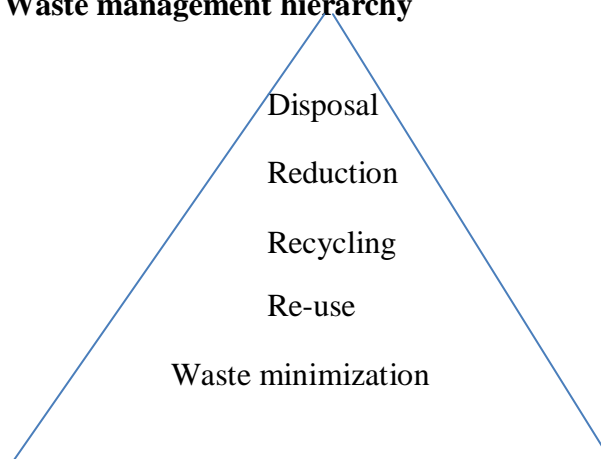 Waste management hierarchy
Disposal
Reduction
Recycling
Re-use
Waste minimization